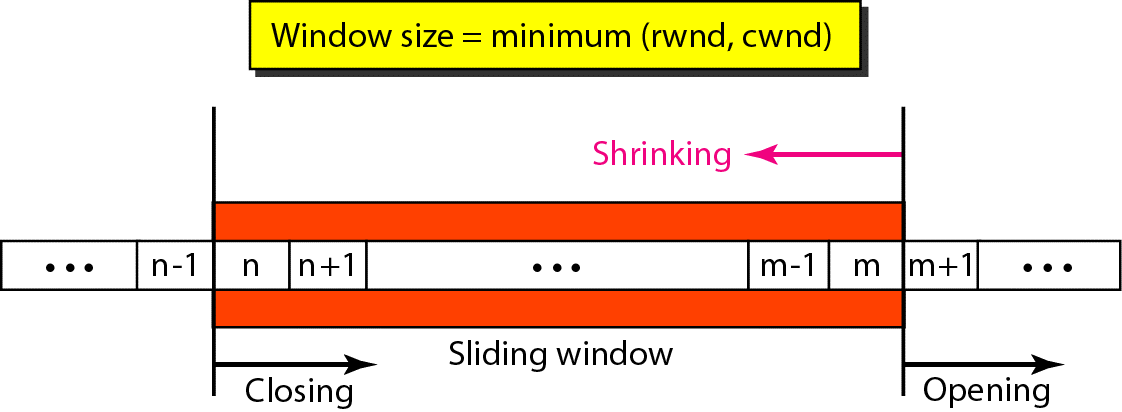 Window size = minimum (rwnd, cwnd)
Shrinking
••• n-1 n n+1 ••• m-1 m m+1 •••
Sliding window
Closing
Opening